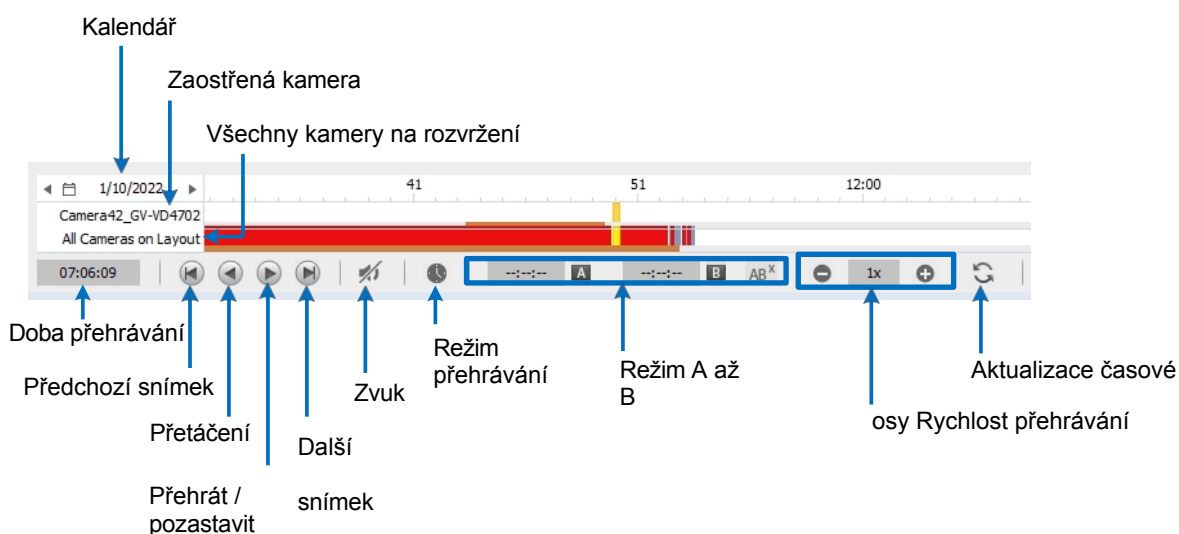 Kalendář
Zaostřená kamera
Všechny kamery na rozvržení
1/10/2022
41
51
12:00
Camera42_GV-VD4702
All Cameras on Layout
07:06:09
--:--:-- A
--:--:-- B
ABX
1x
Doba přehrávání
Předchozí snímek
Přetáčení
Přehrát /
pozastavit
Další
snímek
Zvuk
Režim
přehrávání
Režim A až
B
Aktualizace časové
osy Rychlost přehrávání